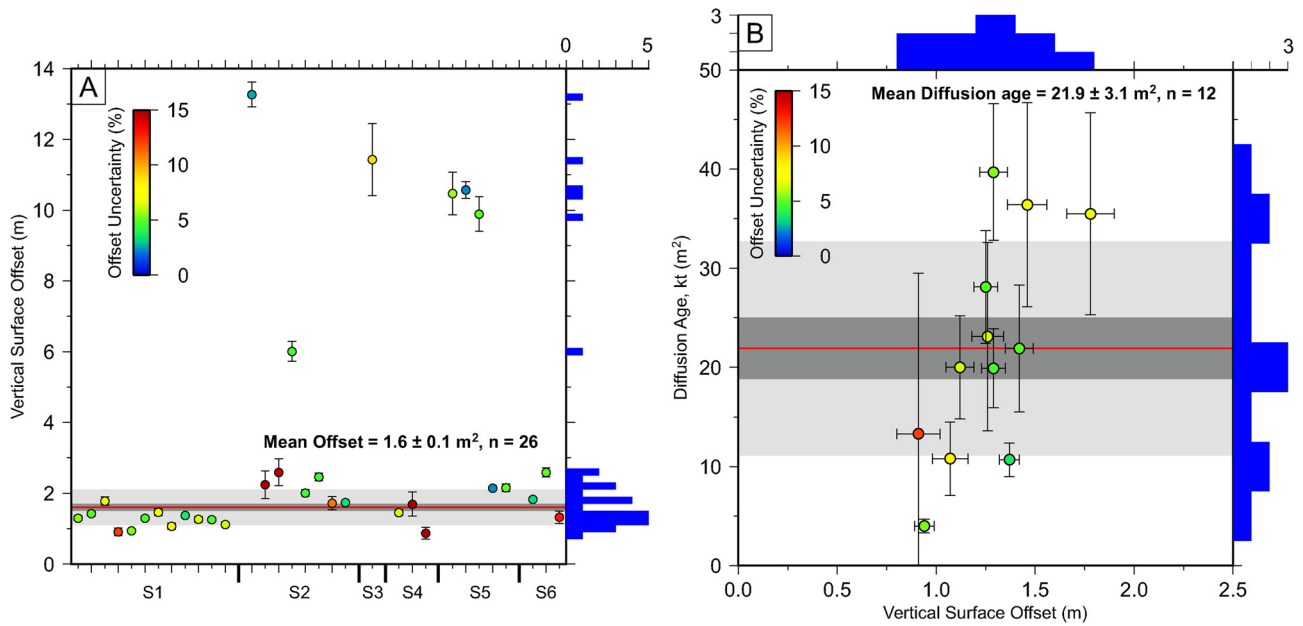 0 5
14
12
10
8
6
4
2
0
Vertical Surface Offset (m)
A
Offset Uncertainty (%)
15
10
5
0
Mean Offset = 1.6 ± 0.1 m², n = 26
S1 S2 S3 S4 S5 S6
3
B
3
50
40
30
20
10
0
Diffusion Age, kt (m²)
Offset Uncertainty (%)
15
10
5
0
Mean Diffusion age = 21.9 ± 3.1 m², n = 12
0.0 0.5 1.0 1.5 2.0 2.5
Vertical Surface Offset (m)